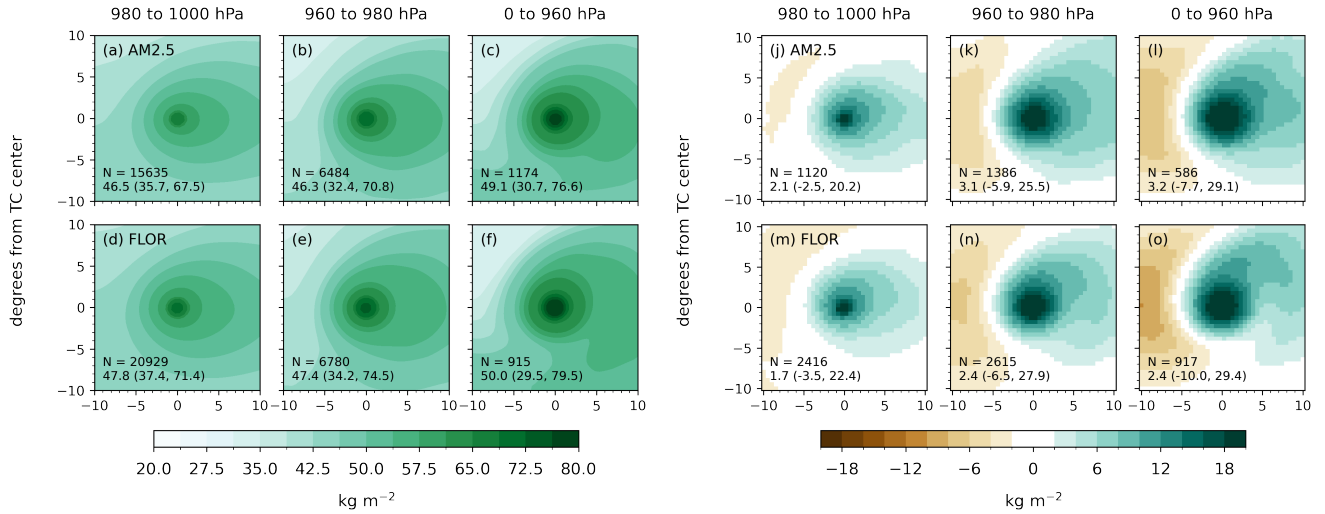 980 to 1000 hPa
960 to 980 hPa
0 to 960 hPa
980 to 1000 hPa
960 to 980 hPa
0 to 960 hPa
degrees from TC center
10
5
0
−5
−10
(a) AM2.5
N = 15635
46.5 (35.7, 67.5)
(b)
N = 6484
46.3 (32.4, 70.8)
(c)
N = 1174
49.1 (30.7, 76.6)
10
5
0
−5
−10
(d) FLOR
N = 20929
47.8 (37.4, 71.4)
(e)
N = 6780
47.4 (34.2, 74.5)
(f)
N = 915
50.0 (29.5, 79.5)
−10 −5 0 5 10
−10 −5 0 5 10
−10 −5 0 5 10
20.0 27.5 35.0 42.5 50.0 57.5 65.0 72.5 80.0
kg m−2
degrees from TC center
10
5
0
−5
−10
(j) AM2.5
N = 1120
2.1 (-2.5, 20.2)
(k)
N = 1386
3.1 (-5.9, 25.5)
(l)
N = 586
3.2 (-7.7, 29.1)
10
5
0
−5
−10
(m) FLOR
N = 2416
1.7 (-3.5, 22.4)
(n)
N = 2615
2.4 (-6.5, 27.9)
(o)
N = 917
2.4 (-10.0, 29.4)
−10 −5 0 5 10
−10 −5 0 5 10
−10 −5 0 5 10
−18 −12 −6 0 6 12 18
kg m−2